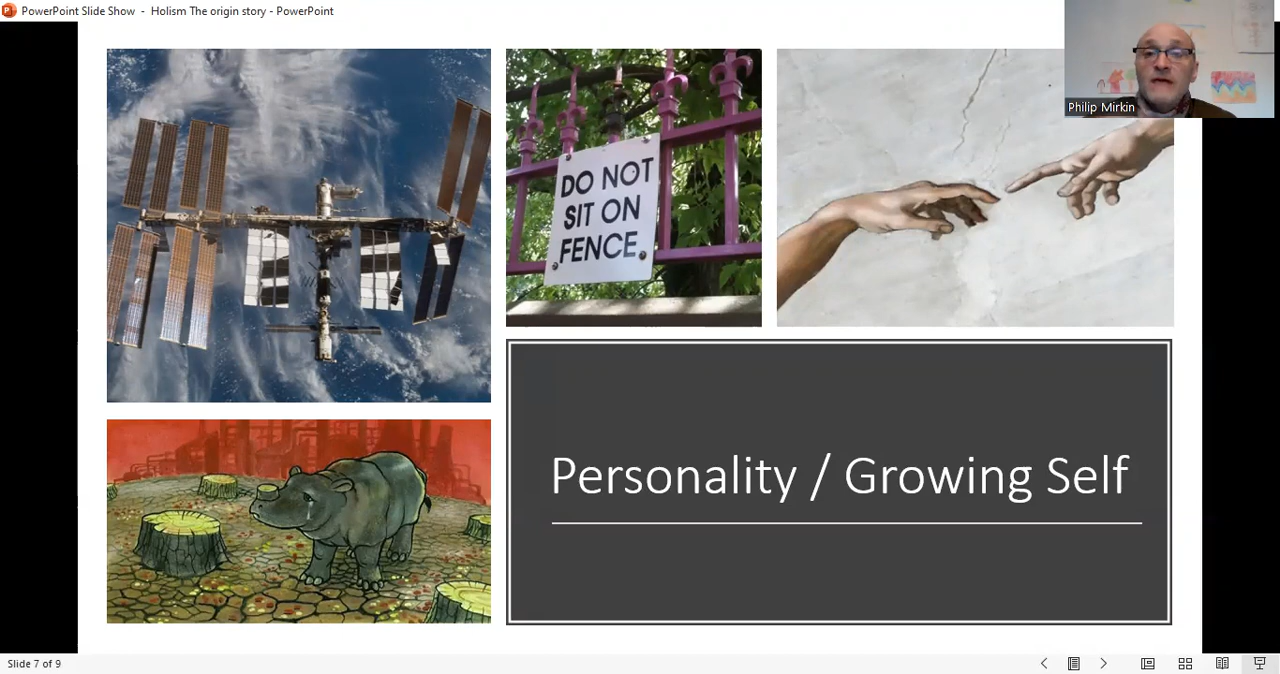 PowerPoint Slide Show - Holism The origin story - PowerPoint
Philip Mirkin
DO NOT
SIT ON
FENCE.
Personality / Growing Self
Slide 7 of 9